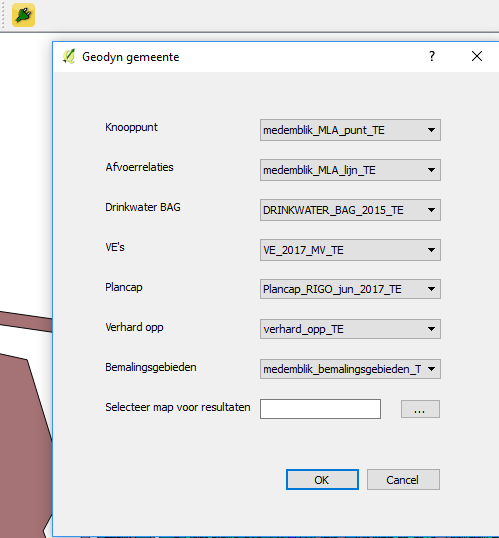 Geodyn gemeente
?
Knooppunt medemblik_MLA_punt_TE
Afvoerrelaties medemblik_MLA_lijn_TE
Drinkwater BAG DRINKWATER_BAG_2015_TE
VE's VE_2017_MV_TE
Plancap Plancap_RIGO_jun_2017_TE
Verhard opp verhard_opp_TE
Bemalingsgebieden medemblik_bemalingsgebieden_T
Selecteer map voor resultaten ...
OK Cancel